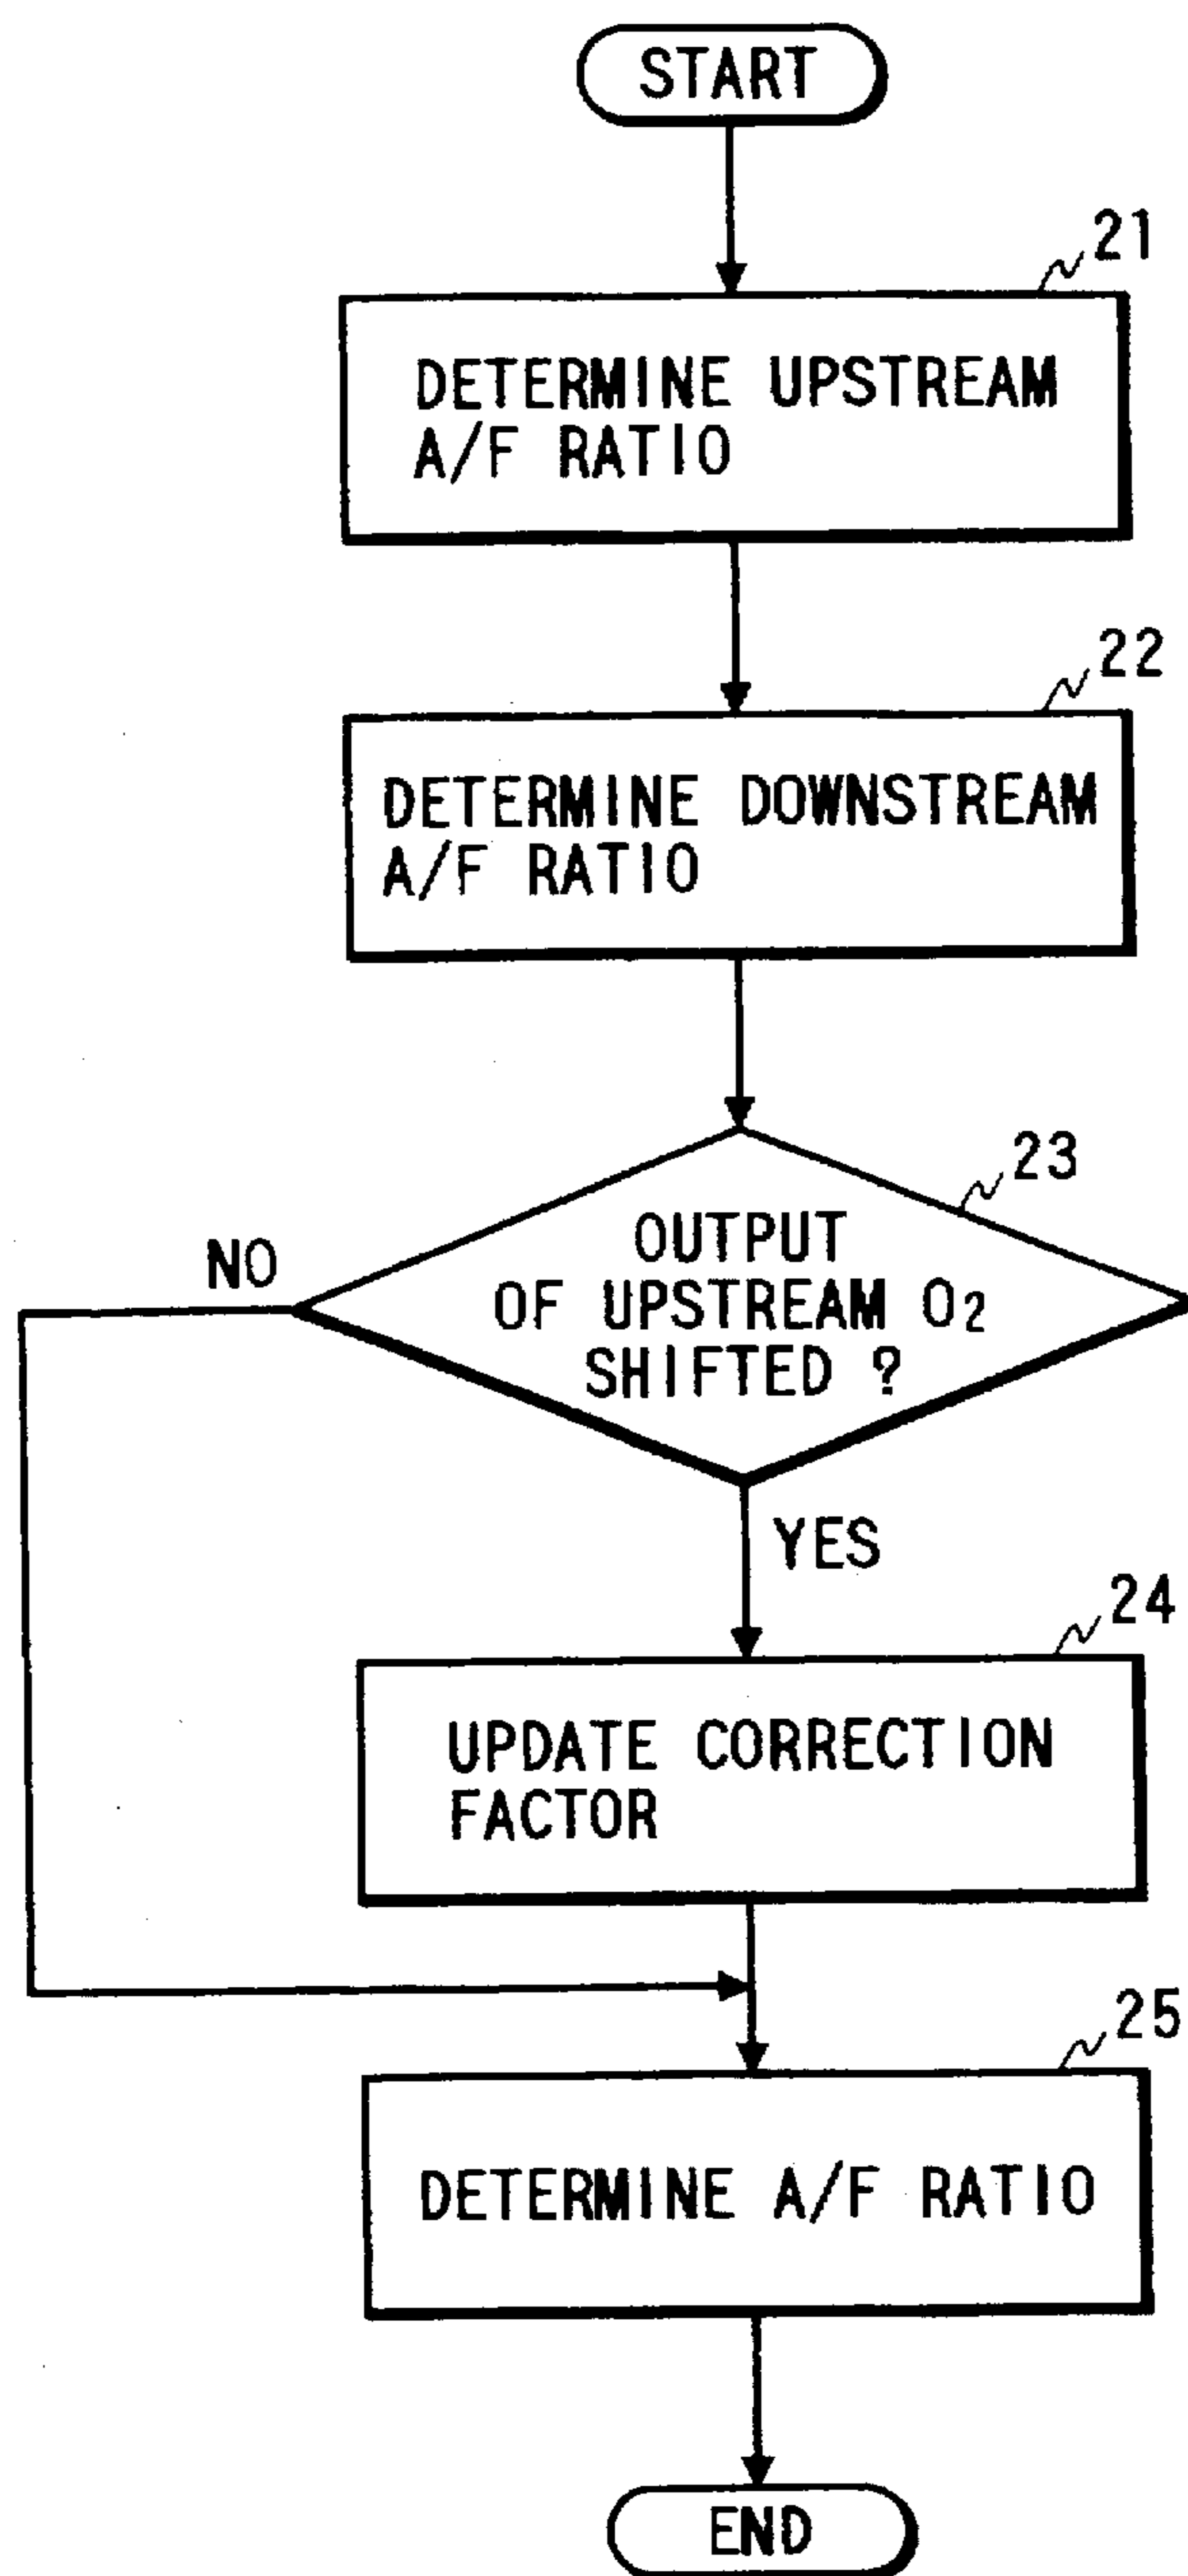 START
21
DETERMINE UPSTREAM
A/F RATIO
22
DETERMINE DOWNSTREAM
A/F RATIO
23
NO
OUTPUT
OF UPSTREAM O₂
SHIFTED ?
YES
24
UPDATE CORRECTION
FACTOR
25
DETERMINE A/F RATIO
END